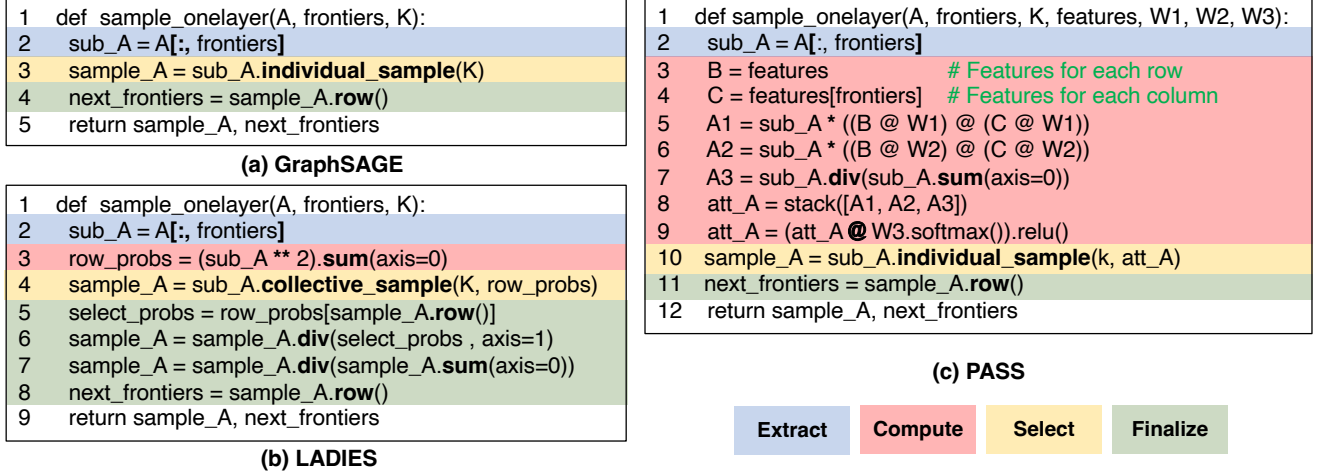 1 def sample_onelayer(A, frontiers, K):
2 sub_A = A[:, frontiers]
3 sample_A = sub_A.individual_sample(K)
4 next_frontiers = sample_A.row()
5 return sample_A, next_frontiers
(a) GraphSAGE
1 def sample_onelayer(A, frontiers, K):
2 sub_A = A[:, frontiers]
3 row_probs = (sub_A ** 2).sum(axis=0)
4 sample_A = sub_A.collective_sample(K, row_probs)
5 select_probs = row_probs[sample_A.row()]
6 sample_A = sample_A.div(select_probs , axis=1)
7 sample_A = sample_A.div(sample_A.sum(axis=0))
8 next_frontiers = sample_A.row()
9 return sample_A, next_frontiers
(b) LADIES
1 def sample_onelayer(A, frontiers, K, features, W1, W2, W3):
2 sub_A = A[:, frontiers]
3 B = features # Features for each row
4 C = features[frontiers] # Features for each column
5 A1 = sub_A * ((B @ W1) @ (C @ W1))
6 A2 = sub_A * ((B @ W2) @ (C @ W2))
7 A3 = sub_A.div(sub_A.sum(axis=0))
8 att_A = stack([A1, A2, A3])
9 att_A = (att_A @ W3.softmax()).relu()
10 sample_A = sub_A.individual_sample(k, att_A)
11 next_frontiers = sample_A.row()
12 return sample_A, next_frontiers
(c) PASS
Extract Compute Select Finalize